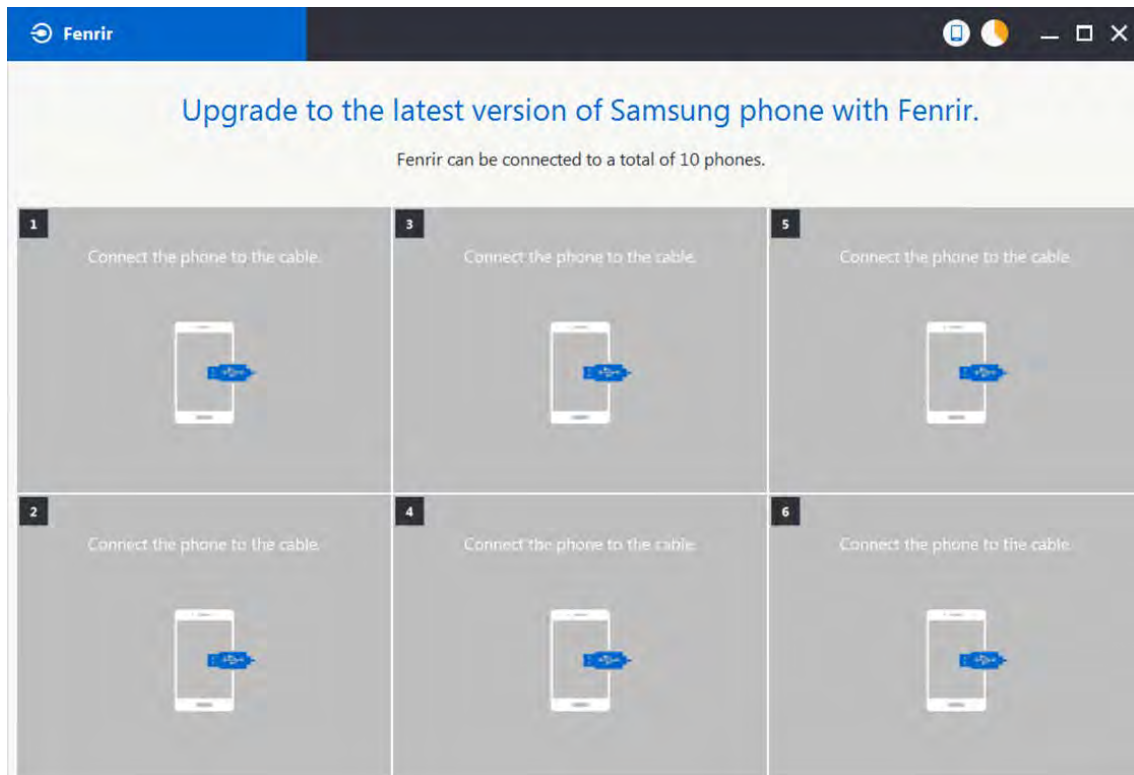 Fenrir
Upgrade to the latest version of Samsung phone with Fenrir.
Fenrir can be connected to a total of 10 phones.
1
Connect the phone to the cable.
3
Connect the phone to the cable.
5
Connect the phone to the cable.
2
Connect the phone to the cable.
4
Connect the phone to the cable.
6
Connect the phone to the cable.